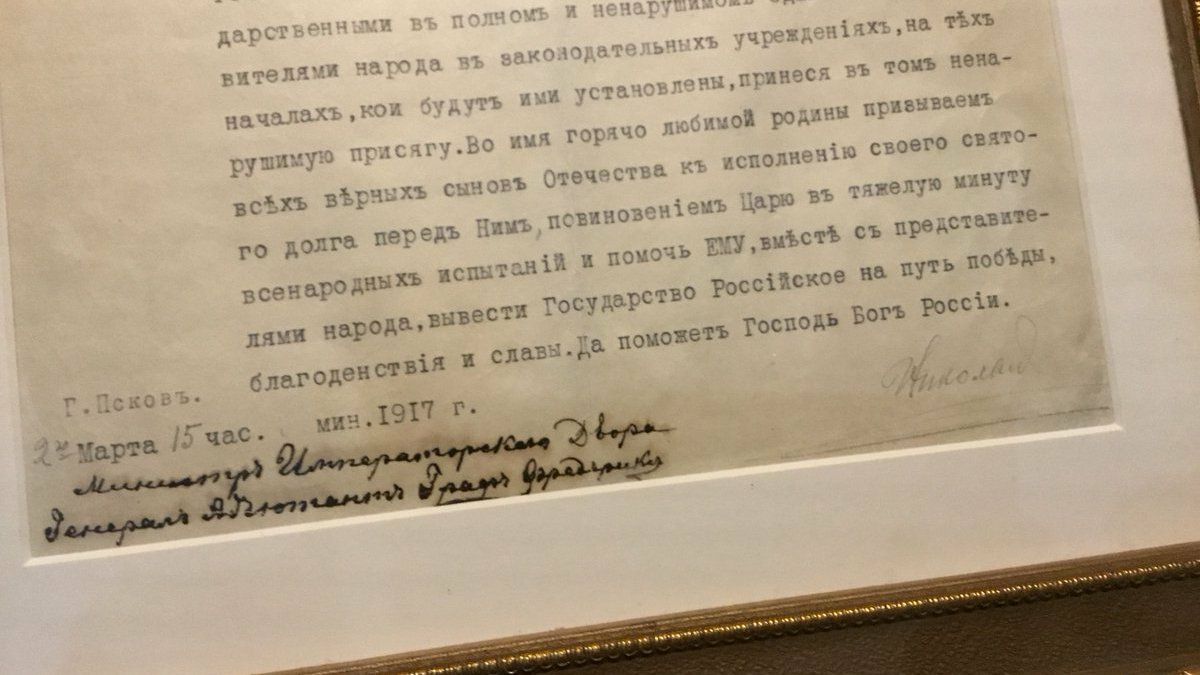 дарственными въ полномъ и ненарушимомъ
вителями народа въ законодательныхъ учрежденіяхъ,на тѣхъ
началахъ,кои будутъ ими установлены,принеся въ томъ нена-
рушимую присягу.Во имя горячо любимой родины призываемъ
всѣхъ вѣрныхъ сыновъ Отечества къ исполненію своего свято-
го долга передъ Нимъ,повиновеніемъ Царю въ тяжелую минуту
всенародныхъ испытаній и помочь ЕМУ,вмѣстѣ съ представите-
лями народа,вывести Государство Россійское на путь побѣды,
благоденствія и славы.Да поможетъ Господь Богъ Россіи.
Г.Псковъ.
2го Марта 15 час. мин.1917 г.
Николай
Министръ Императорскаго Двора
Генералъ Адъютантъ Графъ Фредериксъ